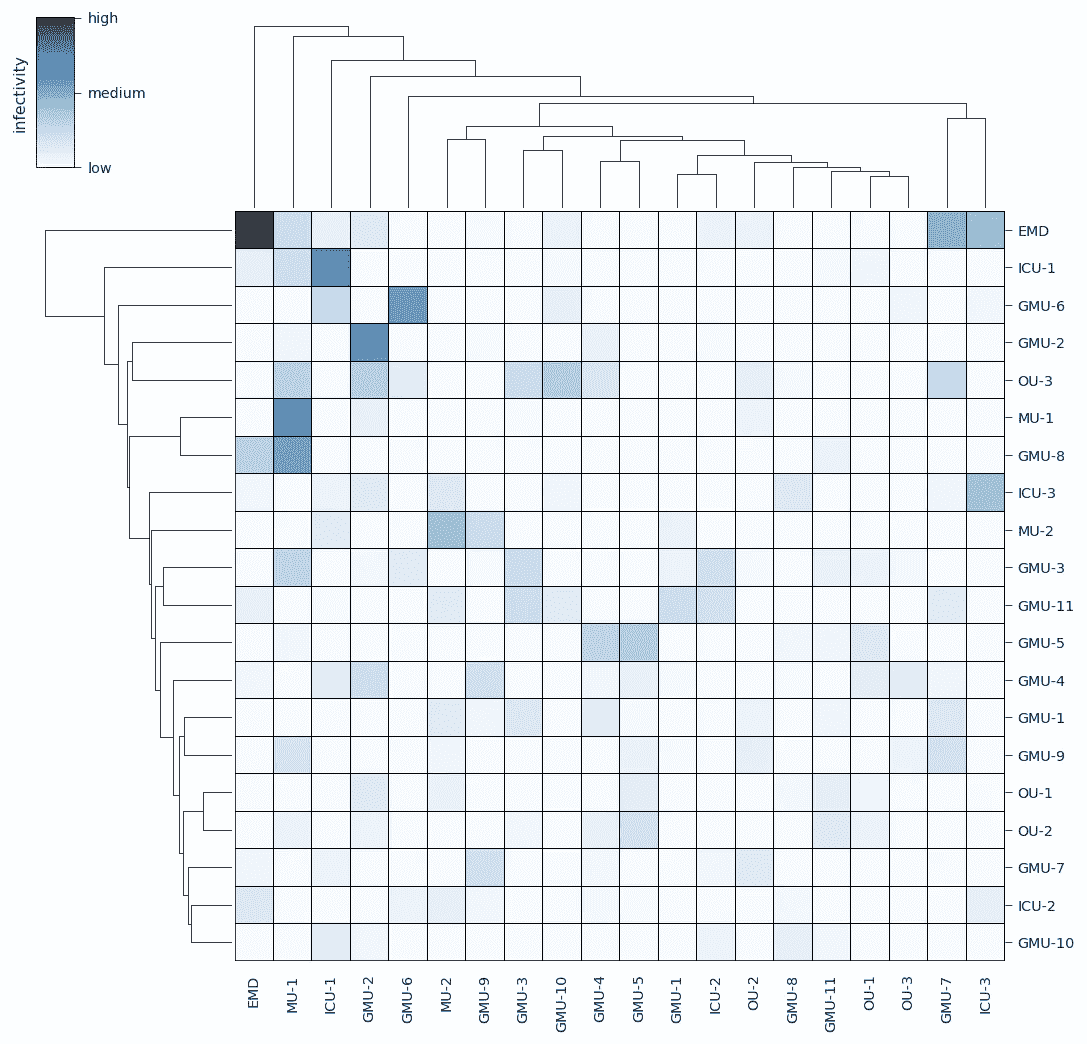 high
medium
low
infectivity
EMD
ICU-1
GMU-6
GMU-2
OU-3
MU-1
GMU-8
ICU-3
MU-2
GMU-3
GMU-11
GMU-5
GMU-4
GMU-1
GMU-9
OU-1
OU-2
GMU-7
ICU-2
GMU-10
EMD
MU-1
ICU-1
GMU-2
GMU-6
MU-2
GMU-9
GMU-3
GMU-10
GMU-4
GMU-5
GMU-1
ICU-2
OU-2
GMU-8
GMU-11
OU-1
OU-3
GMU-7
ICU-3